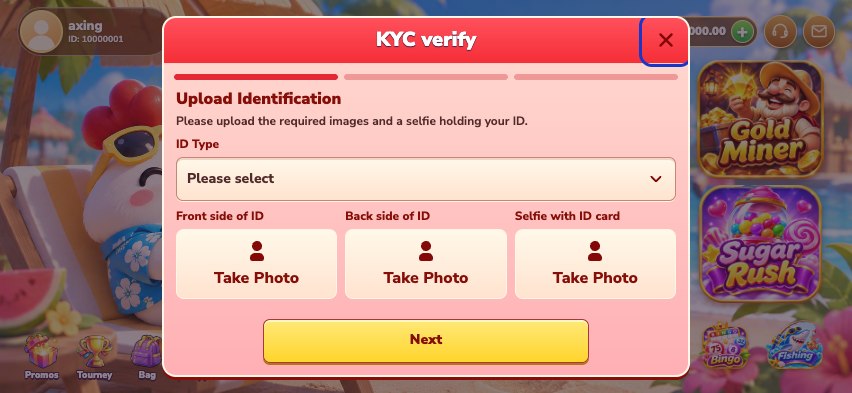 axing
ID: 10000001
KYC verify
000.00
Upload Identification
Please upload the required images and a selfie holding your ID.
ID Type
Please select
Front side of ID
Back side of ID
Selfie with ID card
Take Photo
Take Photo
Take Photo
Next
Gold
Miner
Sugar
Rush
Promos
Tourney
Bag
Bingo
Fishing